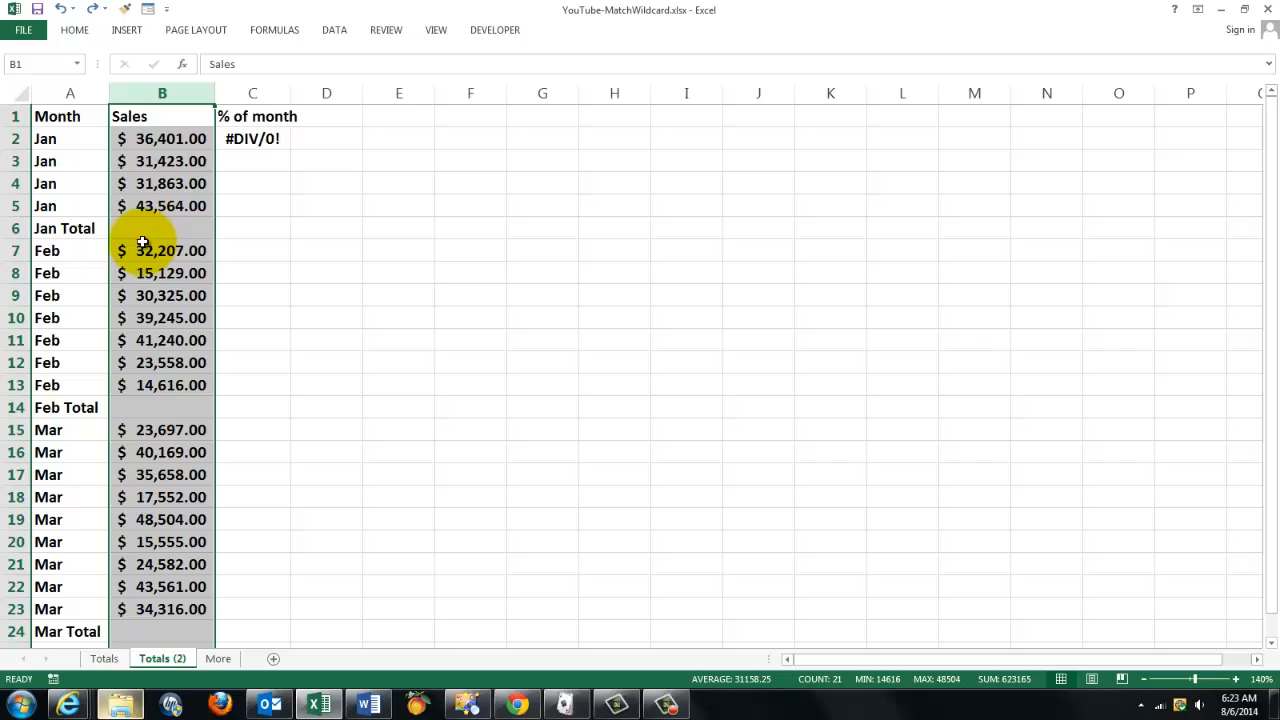 YouTube-MatchWildcard.xlsx - Excel
FILE HOME INSERT PAGE LAYOUT FORMULAS DATA REVIEW VIEW DEVELOPER Sign in
B1 fx Sales
A B C D E F G H I J K L M N O P
1 Month Sales % of month
2 Jan $ 36,401.00 #DIV/0!
3 Jan $ 31,423.00
4 Jan $ 31,863.00
5 Jan $ 43,564.00
6 Jan Total
7 Feb $ 32,207.00
8 Feb $ 15,129.00
9 Feb $ 30,325.00
10 Feb $ 39,245.00
11 Feb $ 41,240.00
12 Feb $ 23,558.00
13 Feb $ 14,616.00
14 Feb Total
15 Mar $ 23,697.00
16 Mar $ 40,169.00
17 Mar $ 35,658.00
18 Mar $ 17,552.00
19 Mar $ 48,504.00
20 Mar $ 15,555.00
21 Mar $ 24,582.00
22 Mar $ 43,561.00
23 Mar $ 34,316.00
24 Mar Total
Totals Totals (2) More
READY AVERAGE: 31158.25 COUNT: 21 MIN: 14616 MAX: 48504 SUM: 623165 140%
6:23 AM
8/6/2014